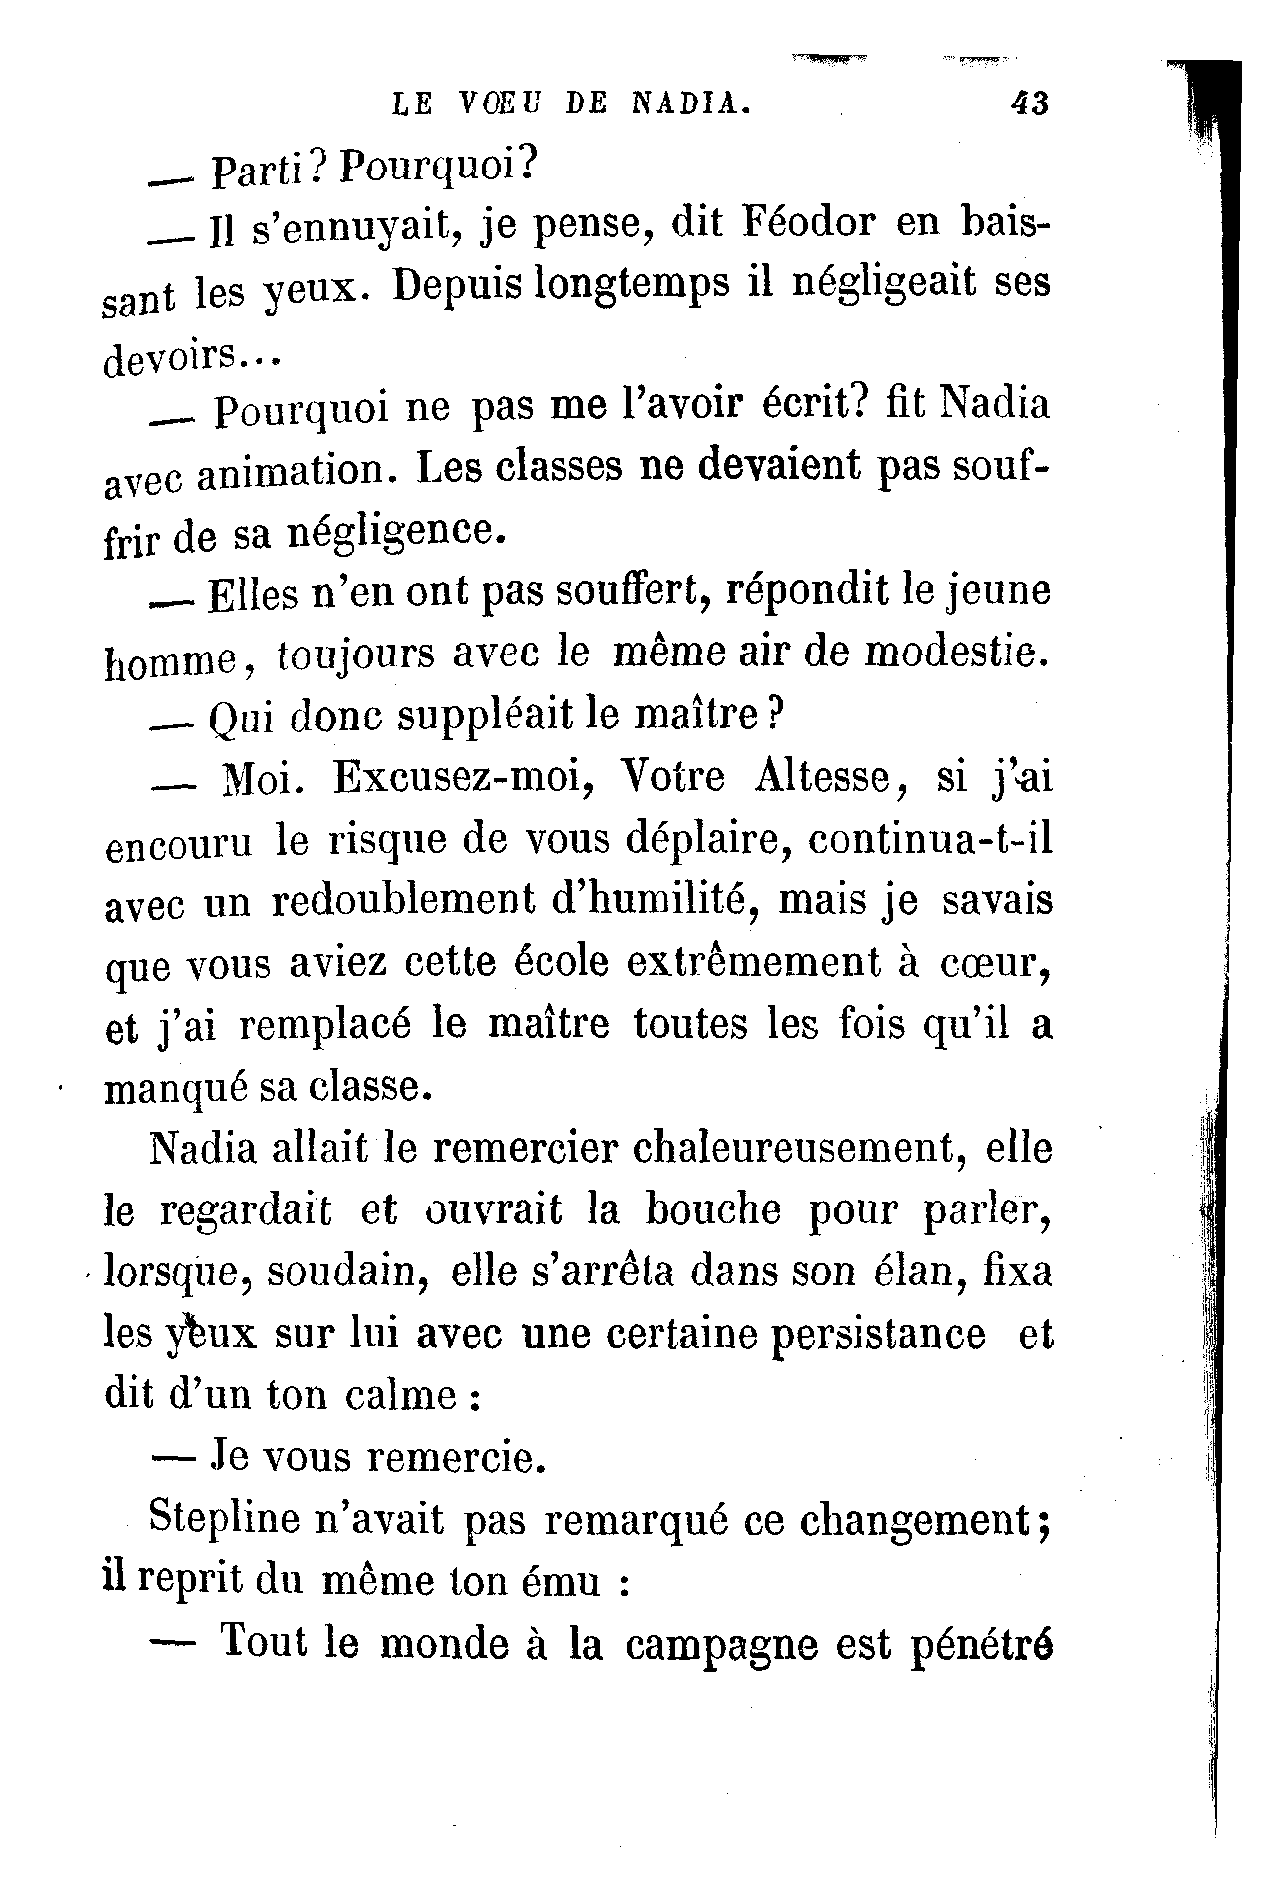 LE VŒU DE NADIA. 43
— Parti? Pourquoi?
— Il s'ennuyait, je pense, dit Féodor en bais-
sant les yeux. Depuis longtemps il négligeait ses
devoirs...
— Pourquoi ne pas me l'avoir écrit? fit Nadia
avec animation. Les classes ne devaient pas souf-
frir de sa négligence.
— Elles n'en ont pas souffert, répondit le jeune
homme, toujours avec le même air de modestie.
— Qui donc suppléait le maître?
— Moi. Excusez-moi, Votre Altesse, si j'ai
encouru le risque de vous déplaire, continua-t-il
avec un redoublement d'humilité, mais je savais
que vous aviez cette école extrêmement à cœur,
et j'ai remplacé le maître toutes les fois qu'il a
manqué sa classe.
Nadia allait le remercier chaleureusement, elle
le regardait et ouvrait la bouche pour parler,
lorsque, soudain, elle s'arrêta dans son élan, fixa
les yeux sur lui avec une certaine persistance et
dit d'un ton calme :
— Je vous remercie.
Stepline n'avait pas remarqué ce changement;
il reprit du même ton ému :
— Tout le monde à la campagne est pénétré